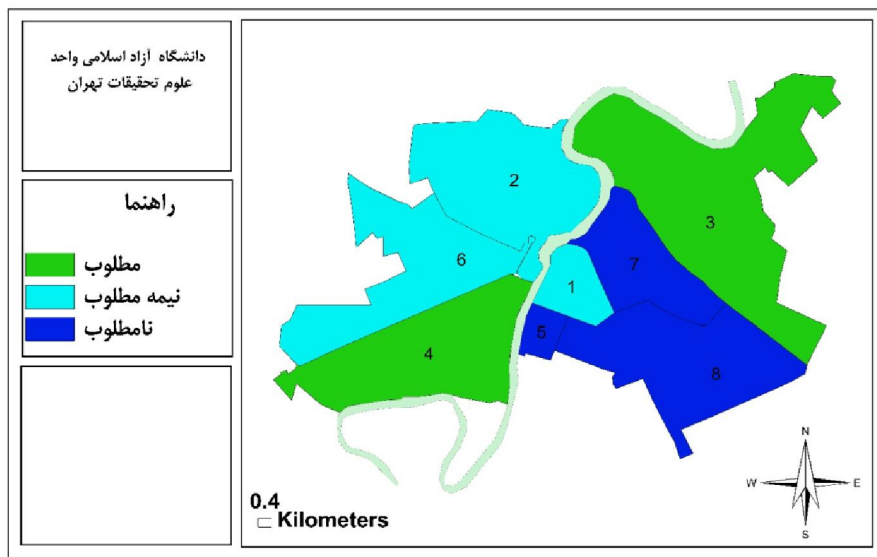 دانشگاه آزاد اسلامی واحد
علوم تحقیقات تهران
راهنما
مطلوب
نیمه مطلوب
نامطلوب
2
3
6
7
1
5
4
8
N
W E
S
0.4
Kilometers